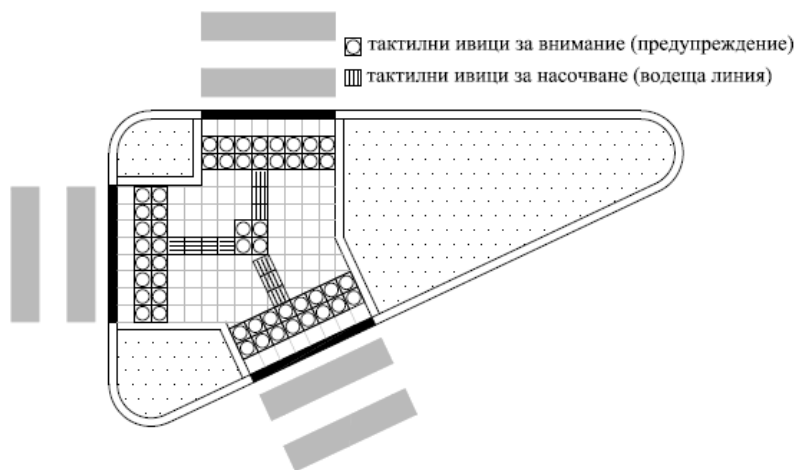 тактилни ивици за внимание (предупреждение)
тактилни ивици за насочване (водеща линия)